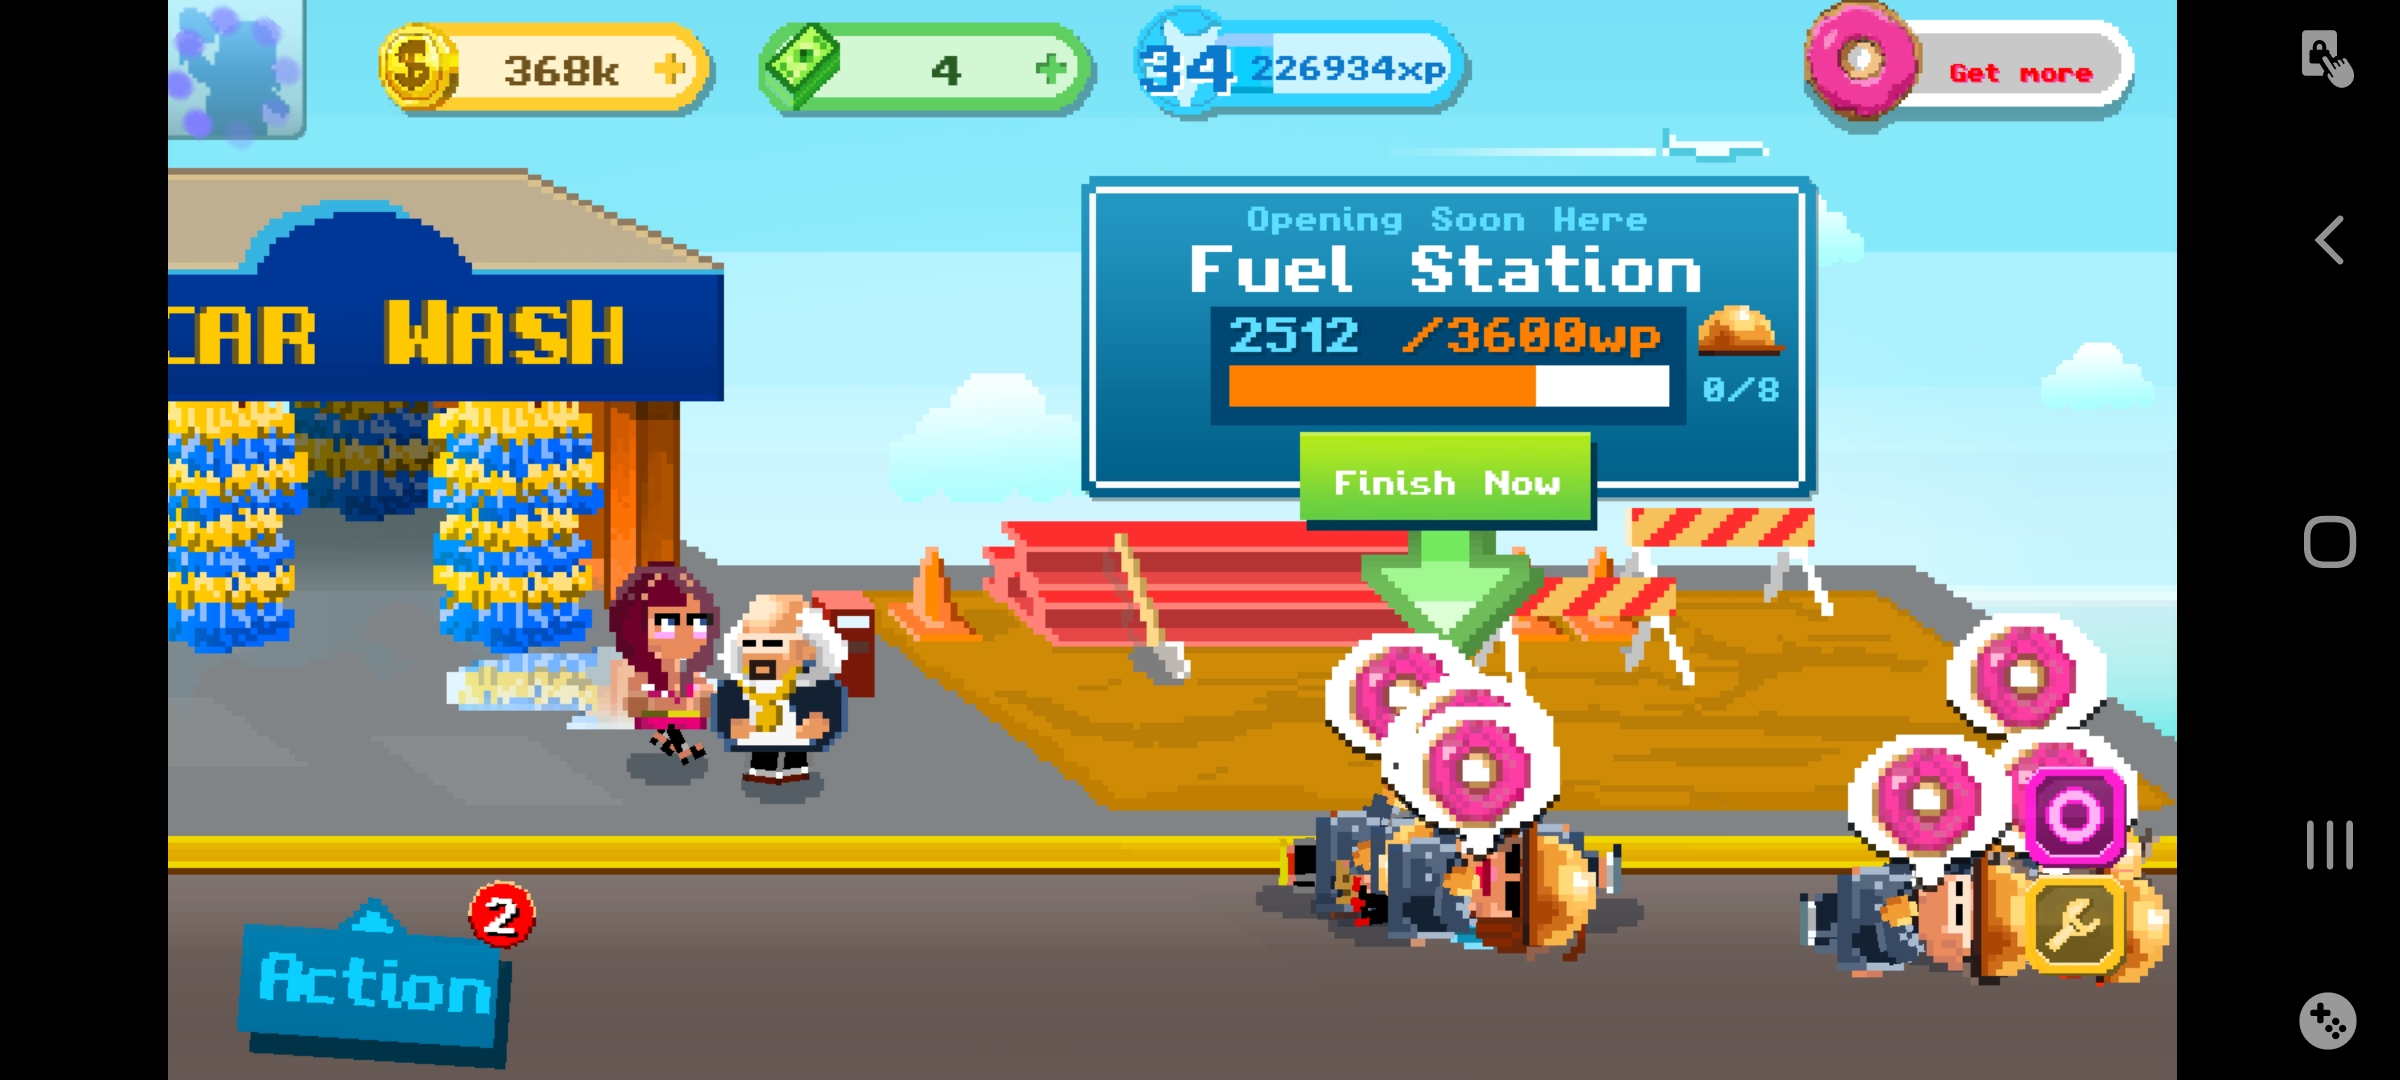 368k
4
34 226934xp
Get more
CAR WASH
Opening Soon Here
Fuel Station
2512 /3600wp
0/8
Finish Now
2
Action